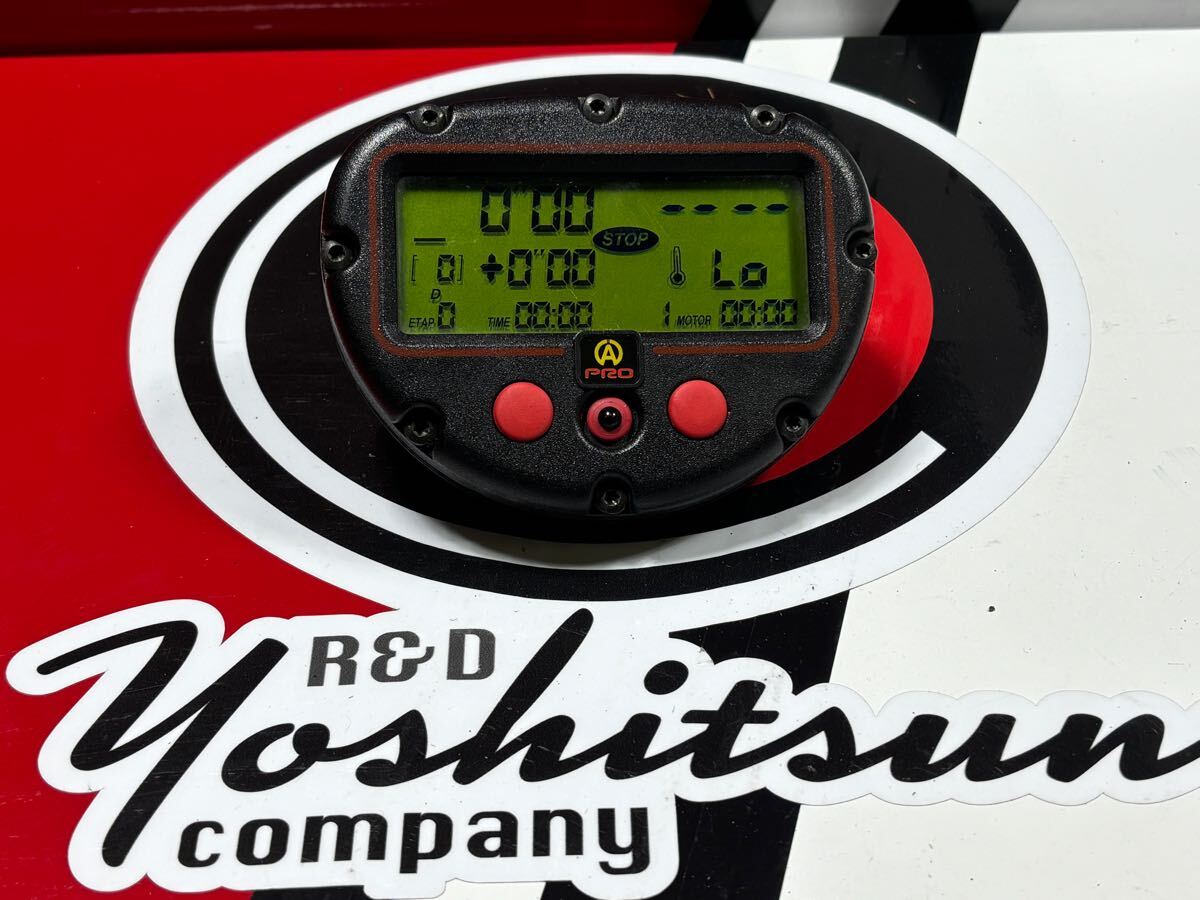 0"00 ----
STOP
[ 0] +0"00 Lo
D
ETAP. 0 TIME 00:00 1 MOTOR 00:00
A
PRO
R&D
Yoshitsun
company